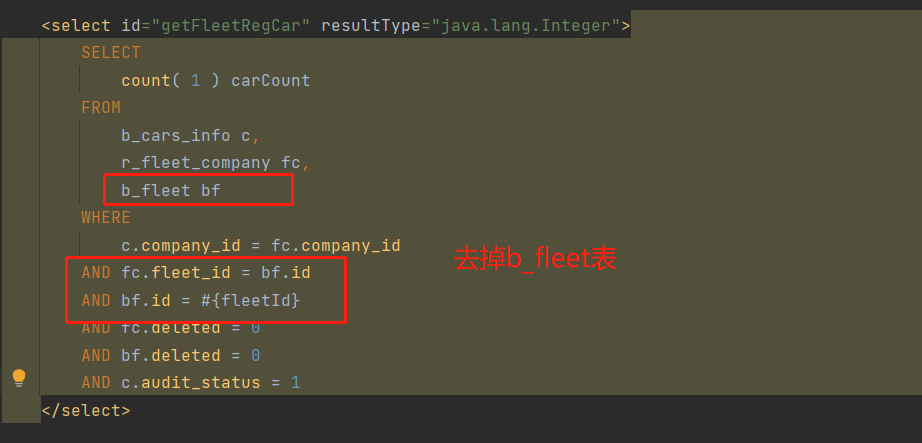 <select id="getFleetRegCar" resultType="java.lang.Integer">
SELECT
count( 1 ) carCount
FROM
b_cars_info c,
r_fleet_company fc,
b_fleet bf
WHERE
c.company_id = fc.company_id
去掉b_fleet表
AND fc.fleet_id = bf.id
AND bf.id = #{fleetId}
AND fc.deleted = 0
AND bf.deleted = 0
AND c.audit_status = 1
</select>